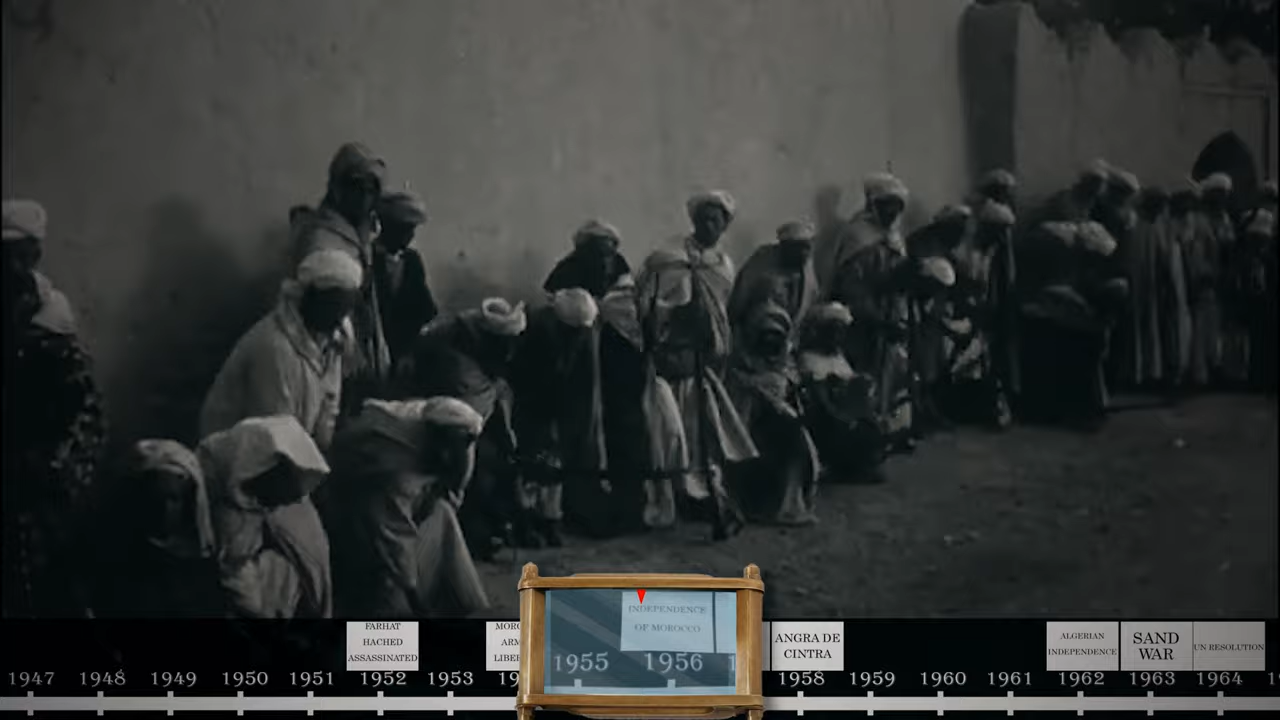 FARHAT
HACHED
ASSASSINATED
INDEPENDENCE
OF MOROCCO
ANGRA DE
CINTRA
ALGERIAN
INDEPENDENCE
SAND
WAR
UN RESOLUTION
1947 1948 1949 1950 1951 1952 1953 1955 1956 1958 1959 1960 1961 1962 1963 1964